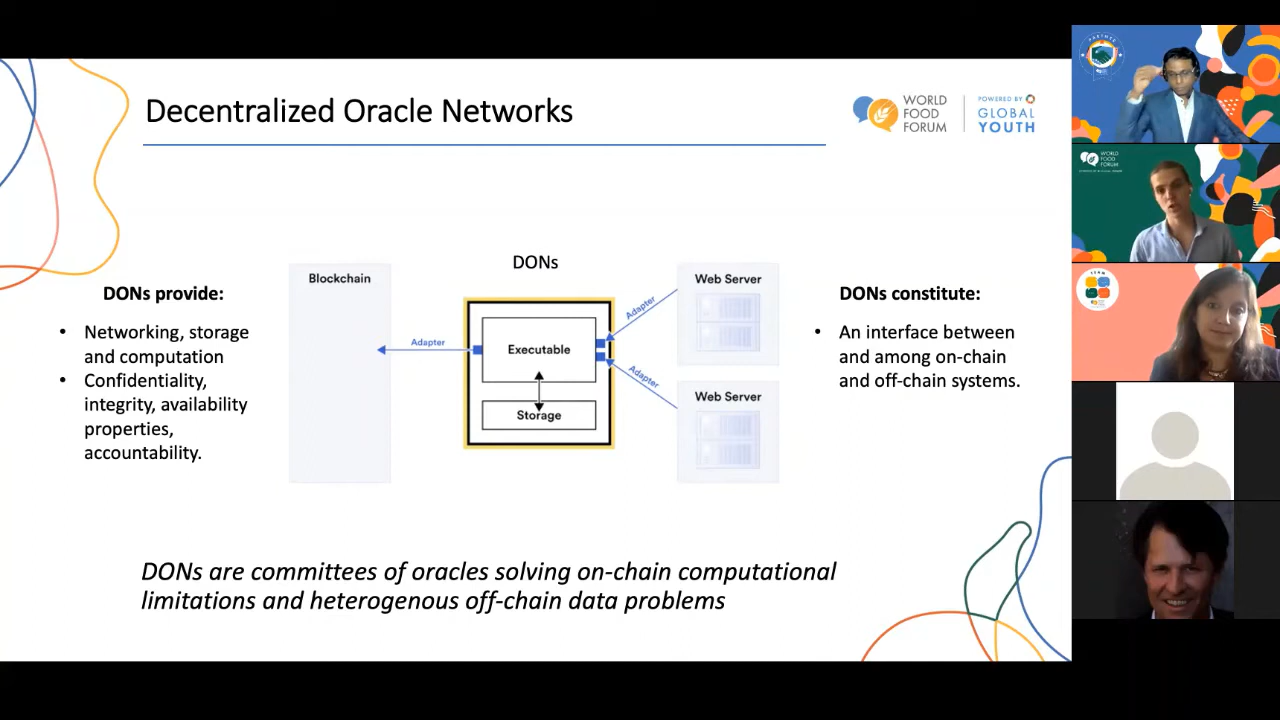 Decentralized Oracle Networks
WORLD
FOOD
FORUM
POWERED BY
GLOBAL
YOUTH
DONs provide:
• Networking, storage
and computation
• Confidentiality,
integrity, availability
properties,
accountability.
Blockchain
Adapter
DONs
Executable
Storage
Adapter
Adapter
Web Server
Web Server
DONs constitute:
• An interface between
and among on-chain
and off-chain systems.
DONs are committees of oracles solving on-chain computational
limitations and heterogenous off-chain data problems
WORLD
FOOD
FORUM